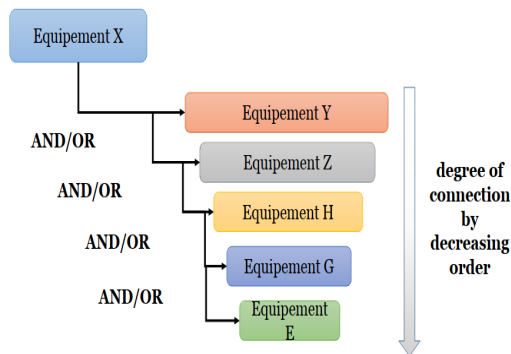 Equipement X
Equipement Y
AND/OR
Equipement Z
AND/OR
Equipement H
AND/OR
Equipement G
AND/OR
Equipement
E
degree of
connection
by
decreasing
order